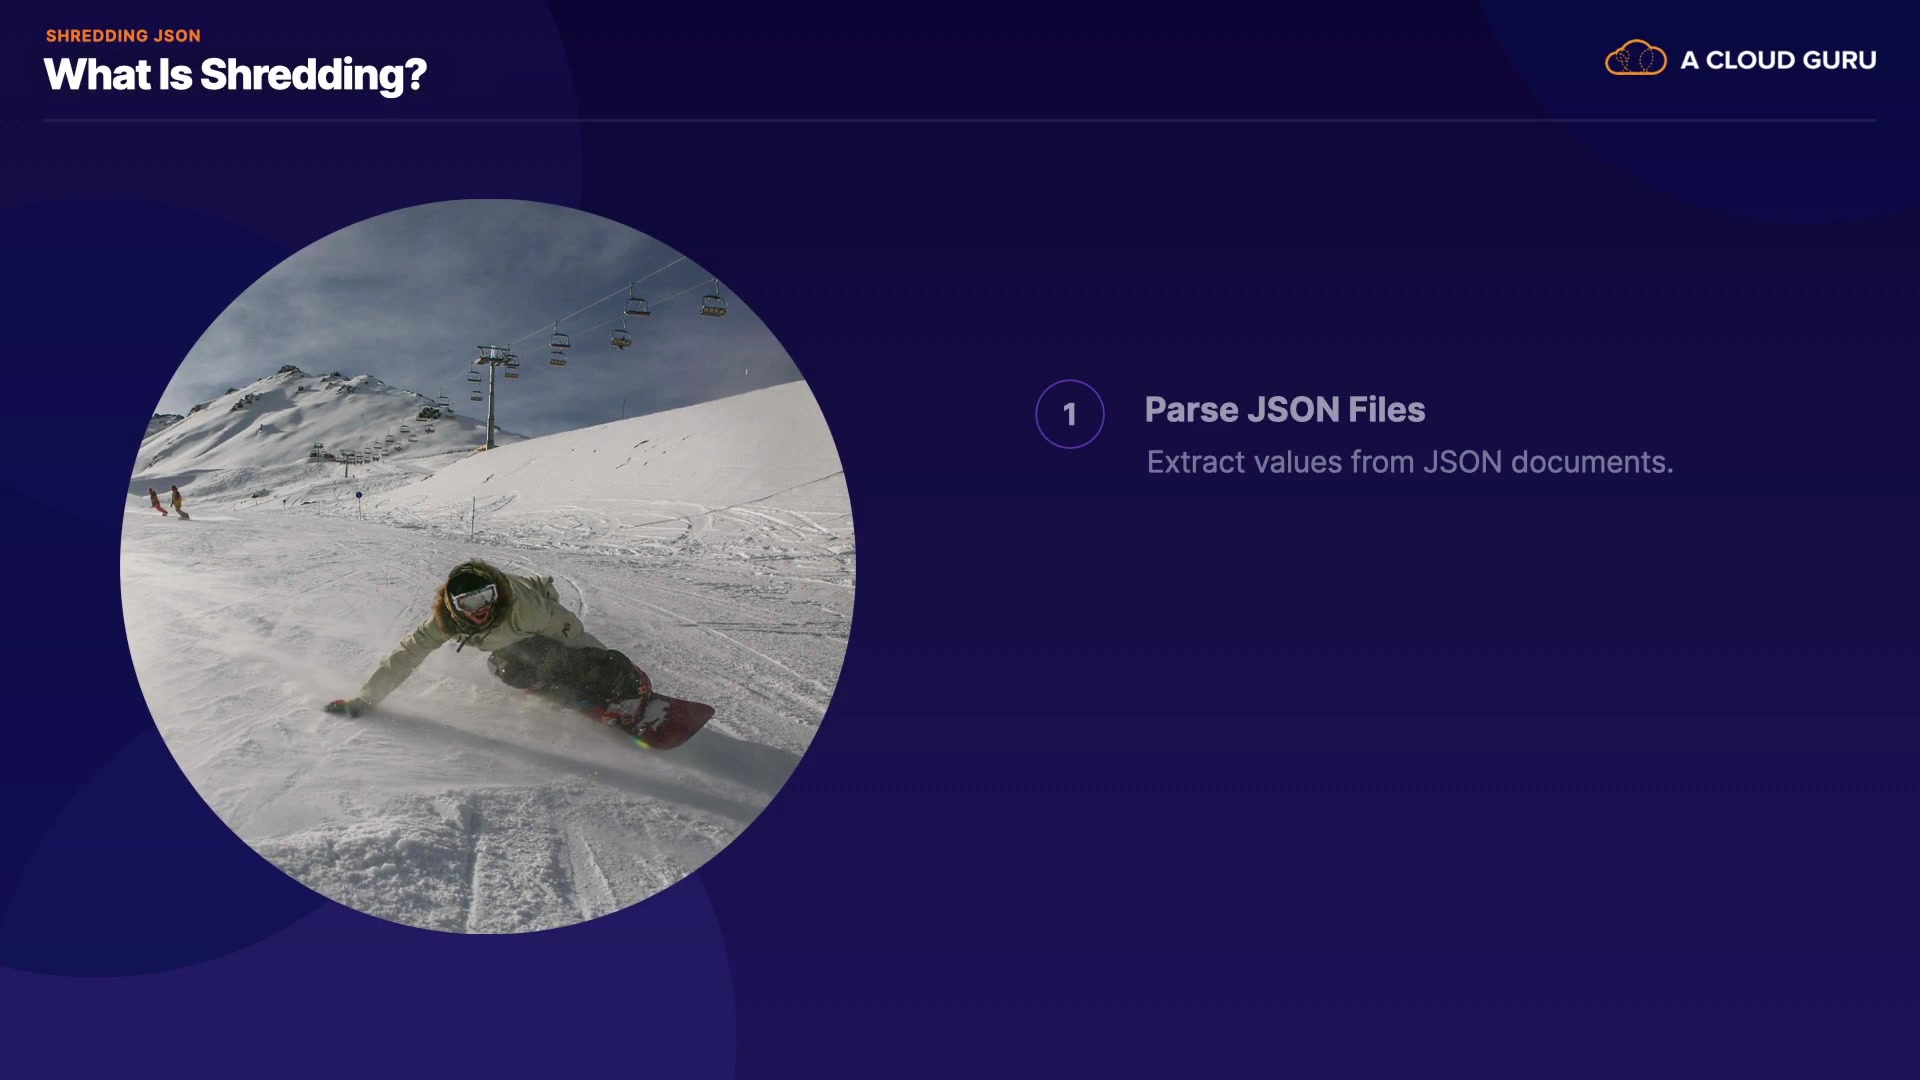 SHREDDING JSON
What Is Shredding?
A CLOUD GURU
1
Parse JSON Files
Extract values from JSON documents.